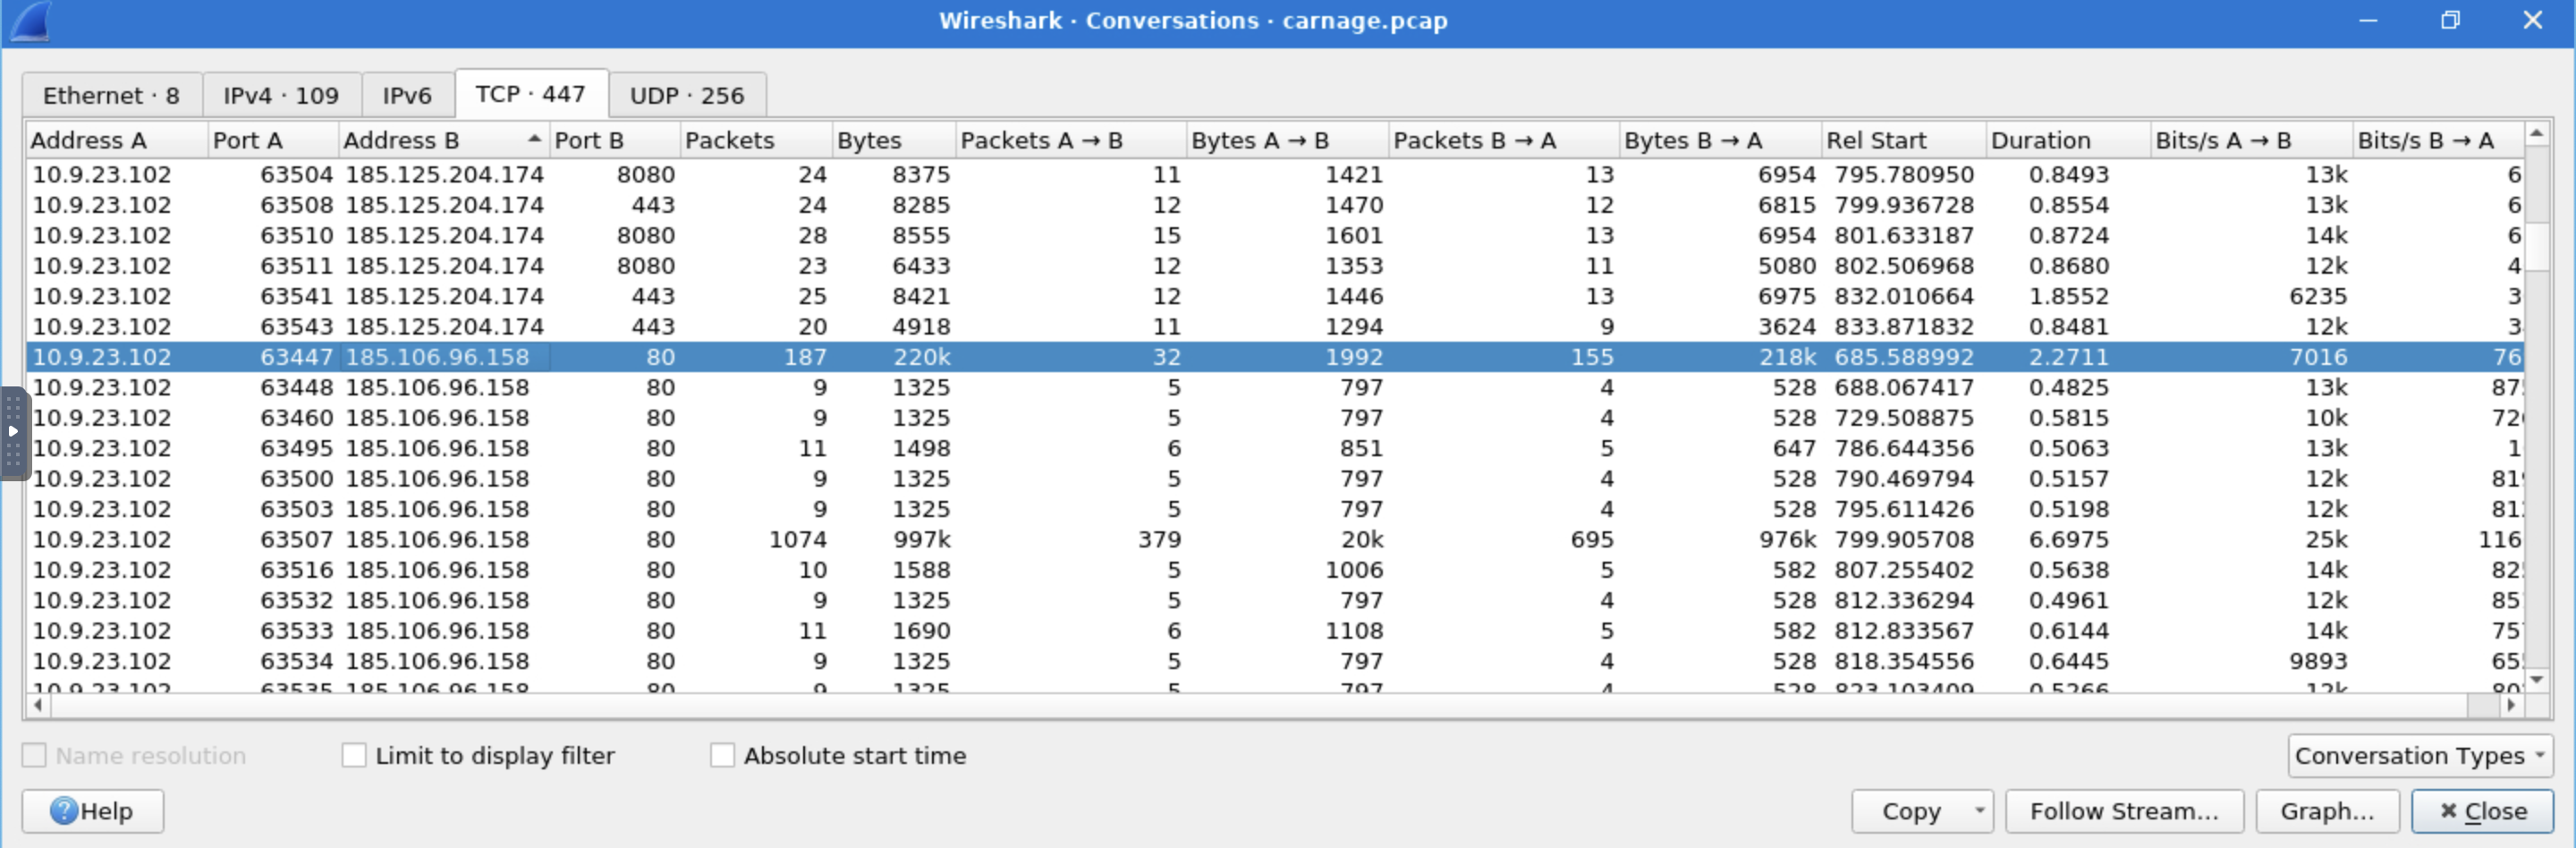 Wireshark · Conversations · carnage.pcap
Ethernet · 8 IPv4 · 109 IPv6 TCP · 447 UDP · 256
Address A Port A Address B Port B Packets Bytes Packets A → B Bytes A → B Packets B → A Bytes B → A Rel Start Duration Bits/s A → B Bits/s B → A
10.9.23.102 63504 185.125.204.174 8080 24 8375 11 1421 13 6954 795.780950 0.8493 13k
10.9.23.102 63508 185.125.204.174 443 24 8285 12 1470 12 6815 799.936728 0.8554 13k
10.9.23.102 63510 185.125.204.174 8080 28 8555 15 1601 13 6954 801.633187 0.8724 14k
10.9.23.102 63511 185.125.204.174 8080 23 6433 12 1353 11 5080 802.506968 0.8680 12k
10.9.23.102 63541 185.125.204.174 443 25 8421 12 1446 13 6975 832.010664 1.8552 6235
10.9.23.102 63543 185.125.204.174 443 20 4918 11 1294 9 3624 833.871832 0.8481 12k
10.9.23.102 63447 185.106.96.158 80 187 220k 32 1992 155 218k 685.588992 2.2711 7016
10.9.23.102 63448 185.106.96.158 80 9 1325 5 797 4 528 688.067417 0.4825 13k
10.9.23.102 63460 185.106.96.158 80 9 1325 5 797 4 528 729.508875 0.5815 10k
10.9.23.102 63495 185.106.96.158 80 11 1498 6 851 5 647 786.644356 0.5063 13k
10.9.23.102 63500 185.106.96.158 80 9 1325 5 797 4 528 790.469794 0.5157 12k
10.9.23.102 63503 185.106.96.158 80 9 1325 5 797 4 528 795.611426 0.5198 12k
10.9.23.102 63507 185.106.96.158 80 1074 997k 379 20k 695 976k 799.905708 6.6975 25k
10.9.23.102 63516 185.106.96.158 80 10 1588 5 1006 5 582 807.255402 0.5638 14k
10.9.23.102 63532 185.106.96.158 80 9 1325 5 797 4 528 812.336294 0.4961 12k
10.9.23.102 63533 185.106.96.158 80 11 1690 6 1108 5 582 812.833567 0.6144 14k
10.9.23.102 63534 185.106.96.158 80 9 1325 5 797 4 528 818.354556 0.6445 9893
10.9.23.102 63535 185.106.96.158 80 9 1325 5 797 4 528 823.103409 0.5266 12k
Name resolution Limit to display filter Absolute start time Conversation Types
Help Copy Follow Stream... Graph... Close